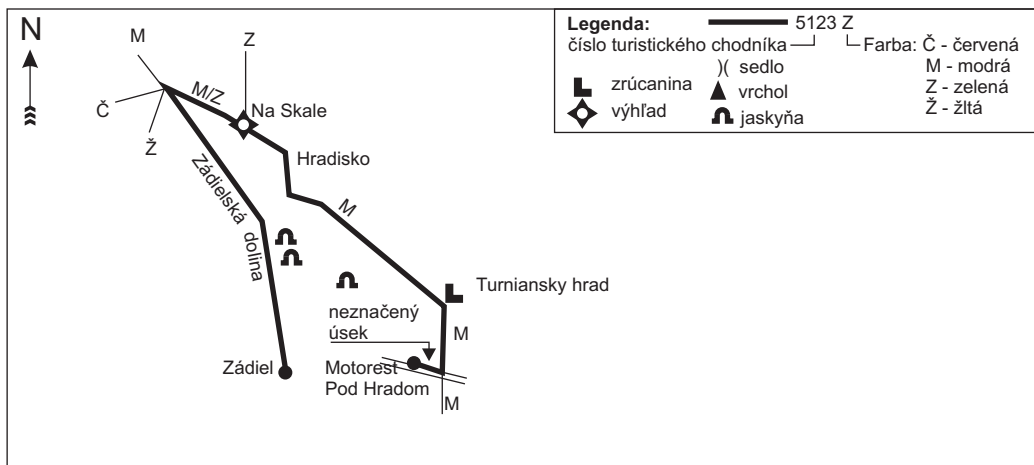 N
M
Z
Č
Ž
M/Z
Na Skale
Hradisko
Zádielská dolina
M
Turniansky hrad
neznačený
úsek
M
Zádiel
Motorest
Pod Hradom
M
Legenda:
5123 Z
číslo turistického chodníka
Farba: Č - červená
M - modrá
Z - zelená
Ž - žltá
)( sedlo
zrúcanina
vrchol
výhľad
jaskyňa